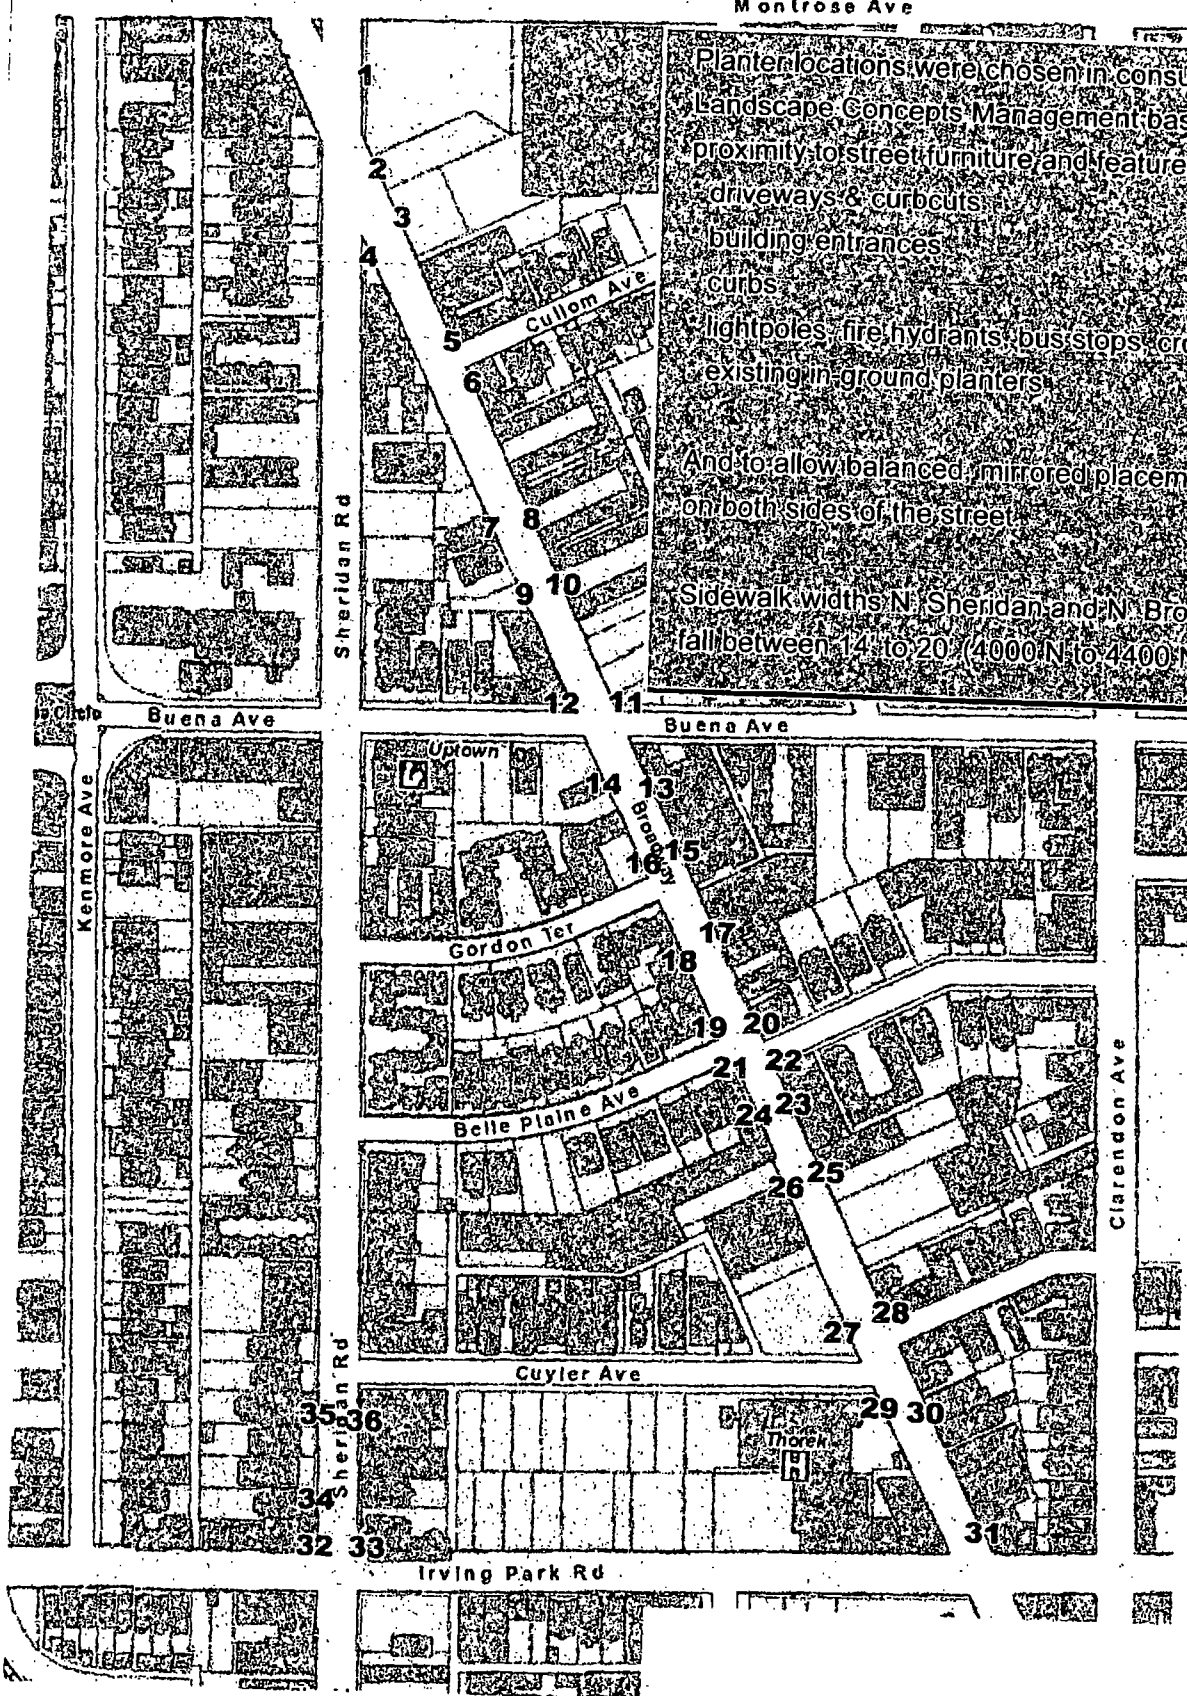 Montrose Ave
Planter locations were chosen in
Landscape Concepts Management
proximity to street furniture and
driveways & curbcuts
building entrances
curbs
lightpoles, fire hydrants, bus stops,
existing in-ground planters
And to allow balanced, mirrored
on both sides of the street.
Sidewalk widths N. Sheridan and N.
fall between 14' to 20' (4000 N to 4400
1
2
3
4
5
Cullom Ave
6
7
8
9
10
Sheridan Rd
12
11
Buena Ave
Buena Ave
Uptown
14
13
Broadway
15
16
Kenmore Ave
Gordon Ter
17
18
19
20
21
22
Belle Plaine Ave
23
24
25
26
Clarendon Ave
27
28
Cuyler Ave
29
30
35
36
Sheridan Rd
Thorek
H
34
31
32
33
Irving Park Rd